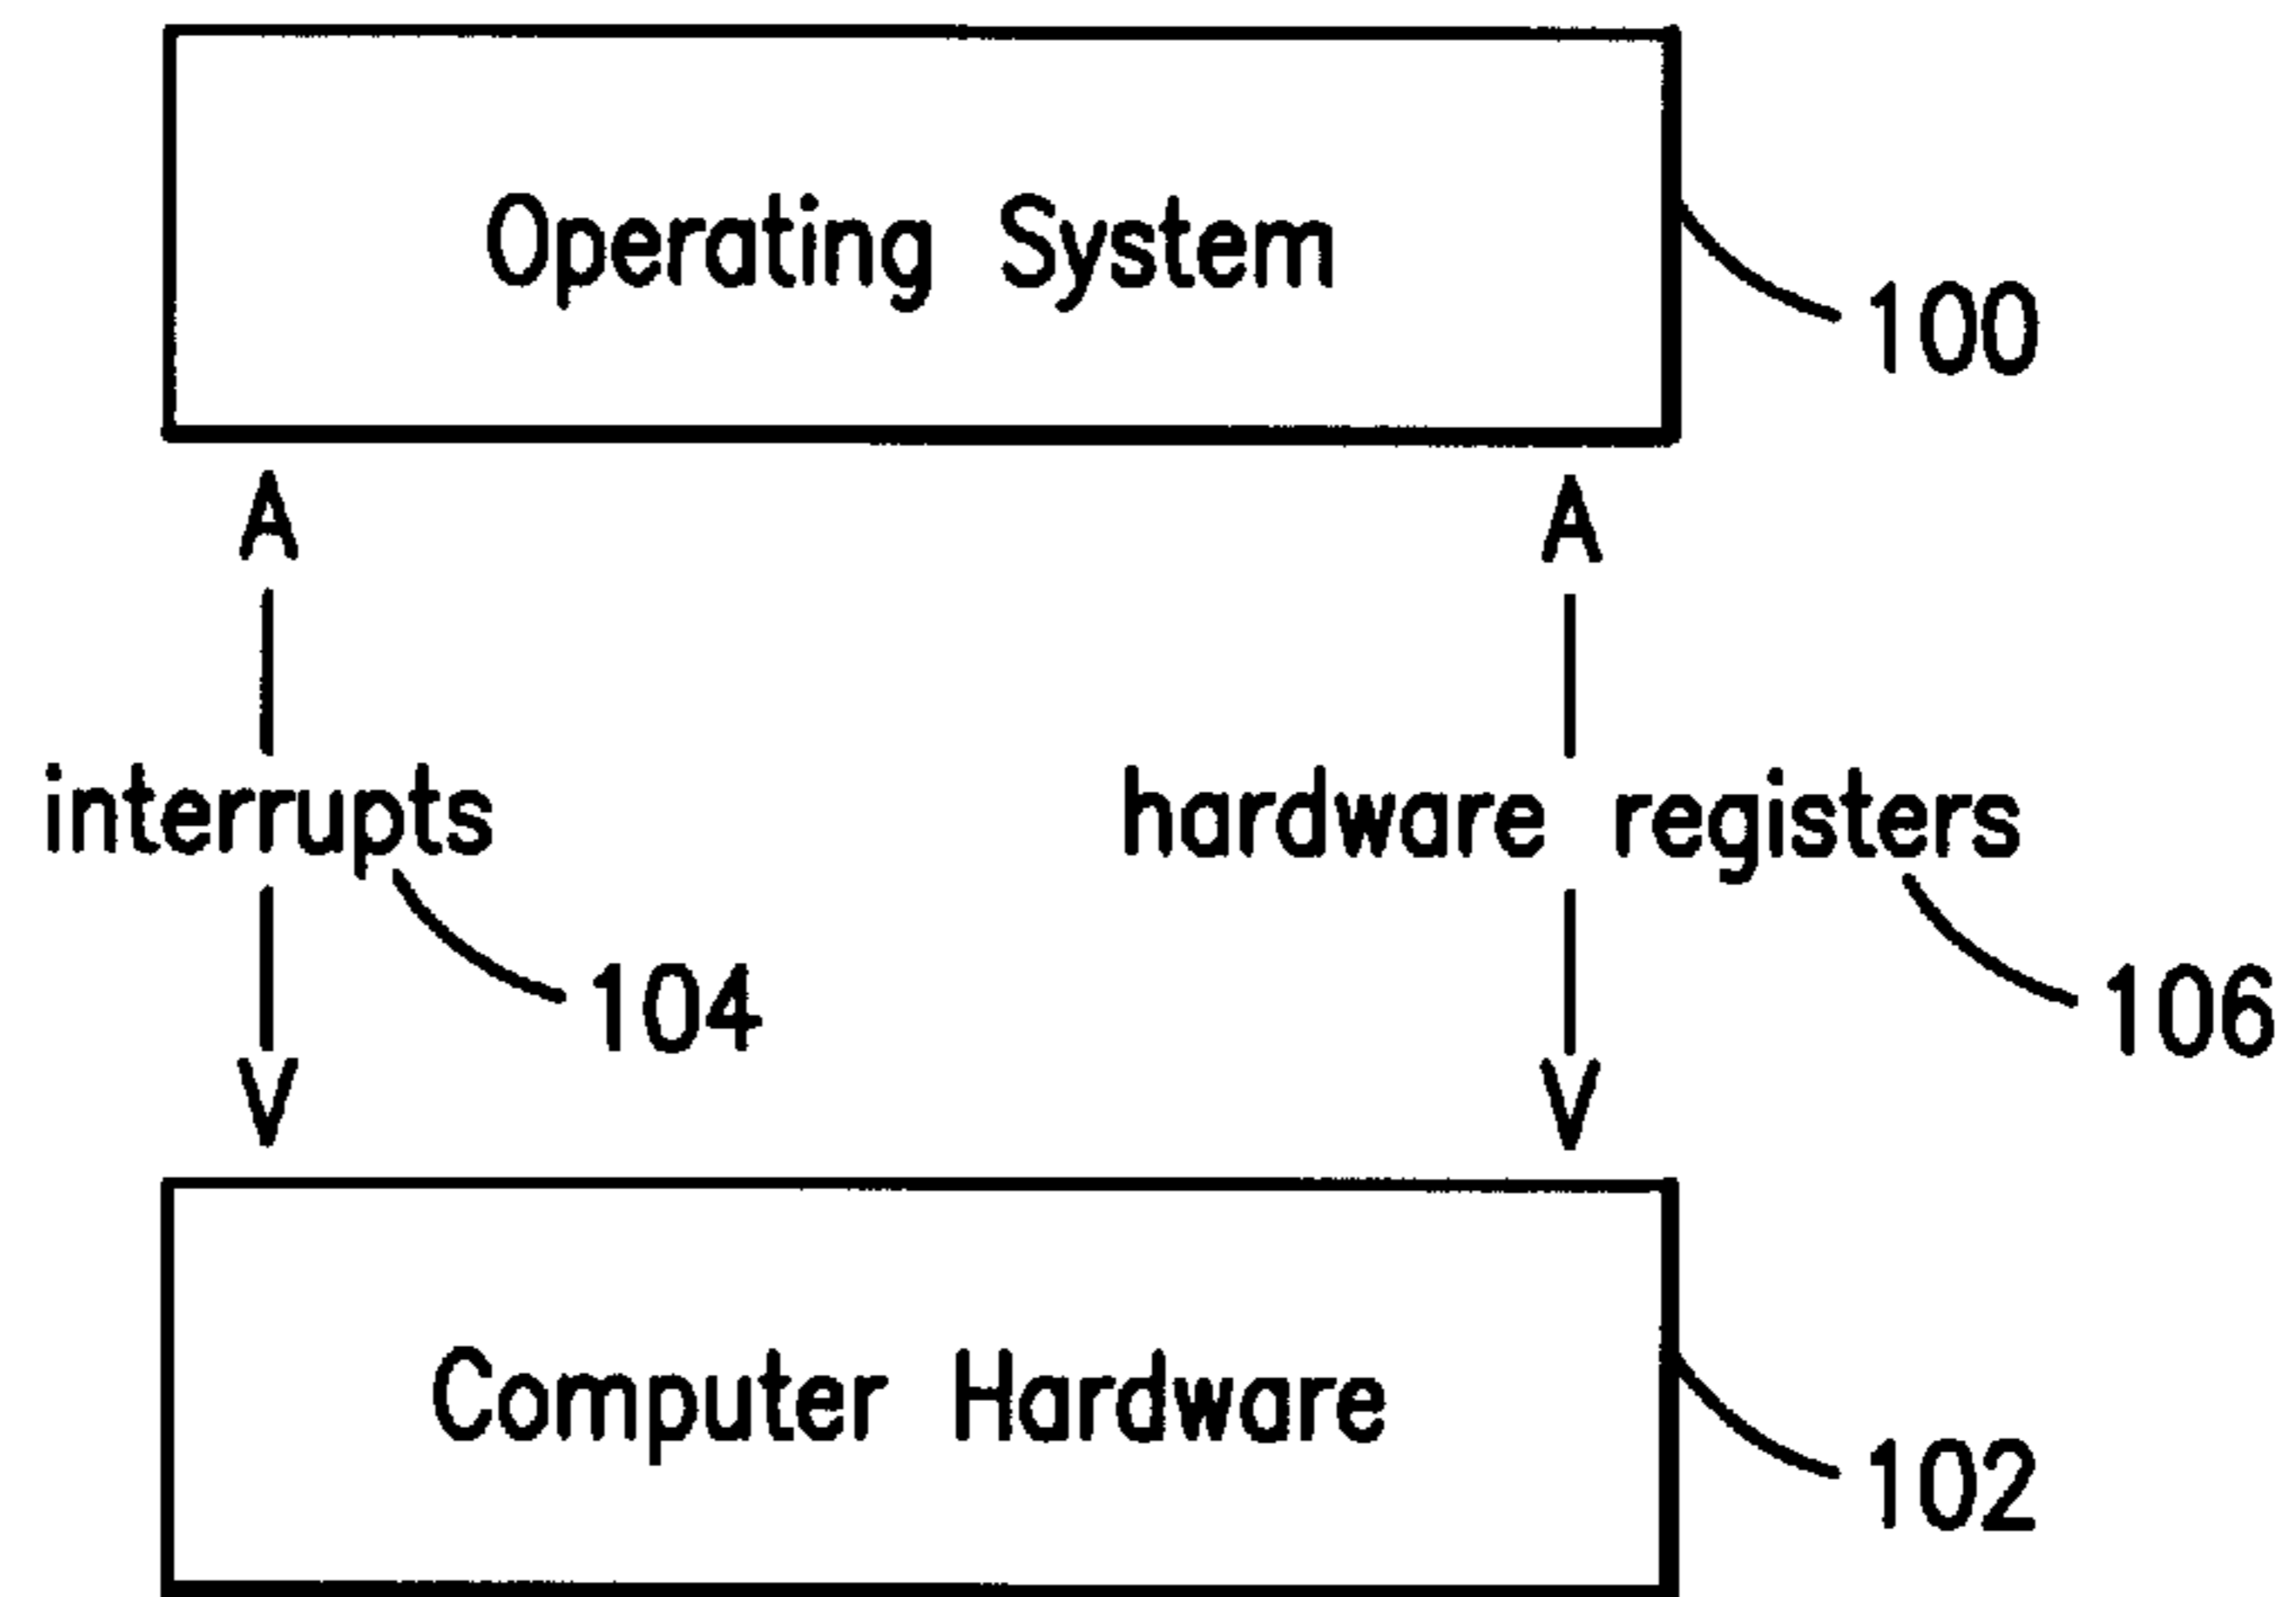 Operating System
100
A A
interrupts hardware registers
104 106
V V
Computer Hardware
102